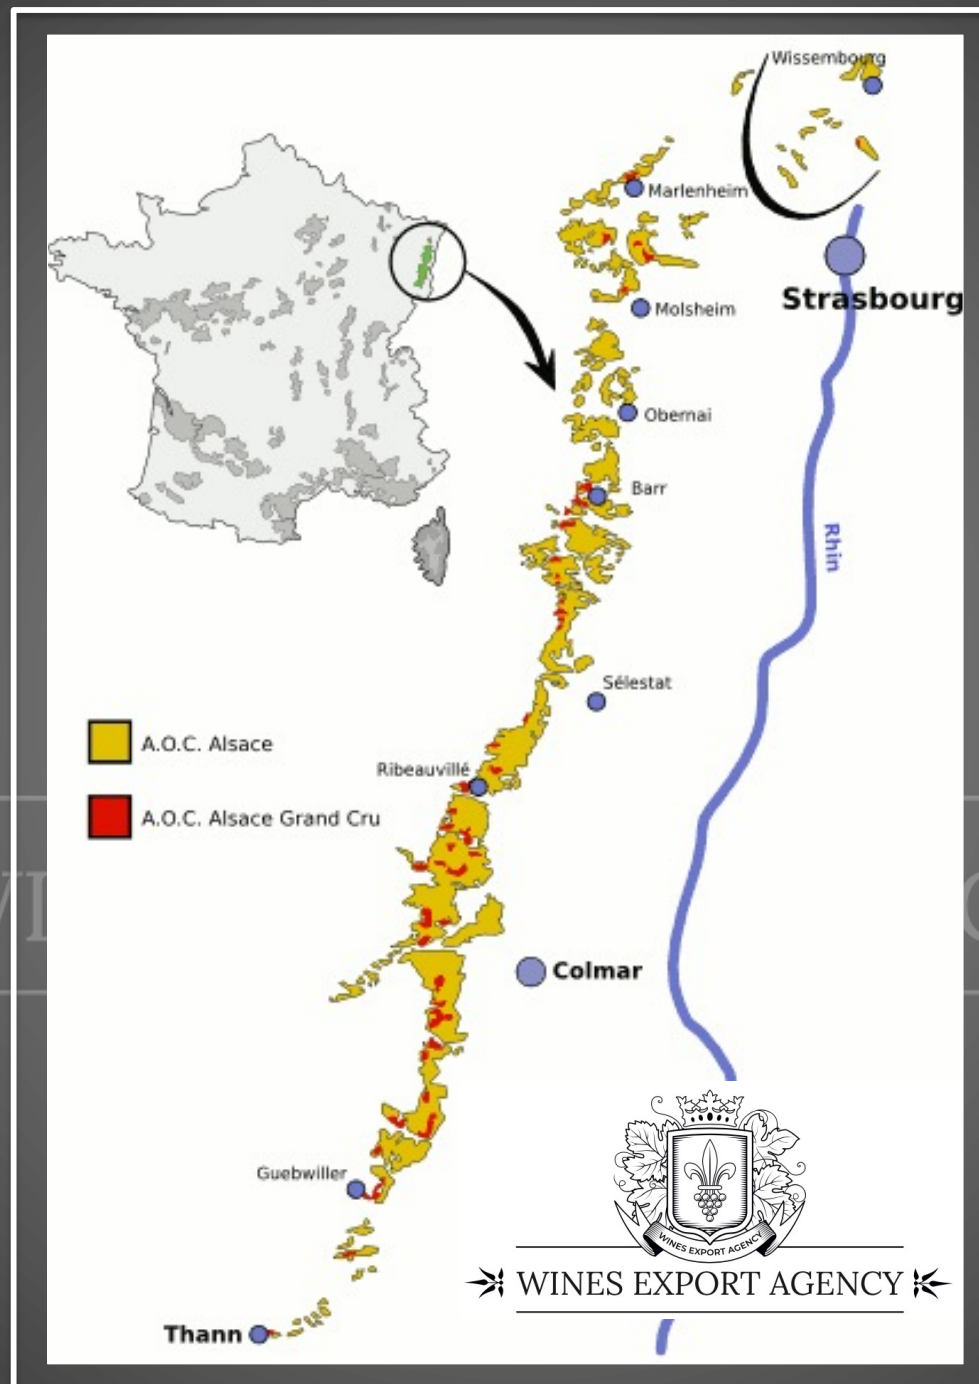 Wissembourg
Marlenheim
Strasbourg
Molsheim
Obernai
Barr
Rhin
Sélestat
A.O.C. Alsace
Ribeauvillé
A.O.C. Alsace Grand Cru
Colmar
Guebwiller
WINES EXPORT AGENCY
WINES EXPORT AGENCY
Thann